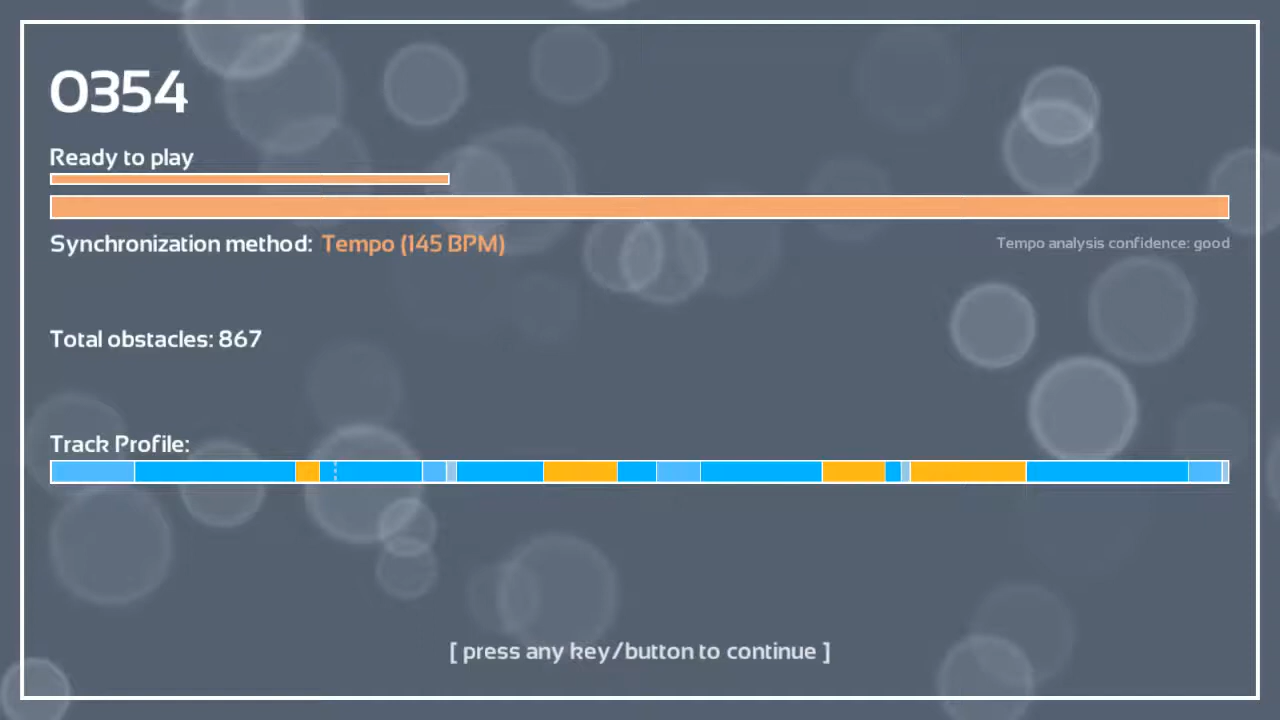 0354
Ready to play
Synchronization method: Tempo (145 BPM)
Tempo analysis confidence: good
Total obstacles: 867
Track Profile:
[ press any key/button to continue ]